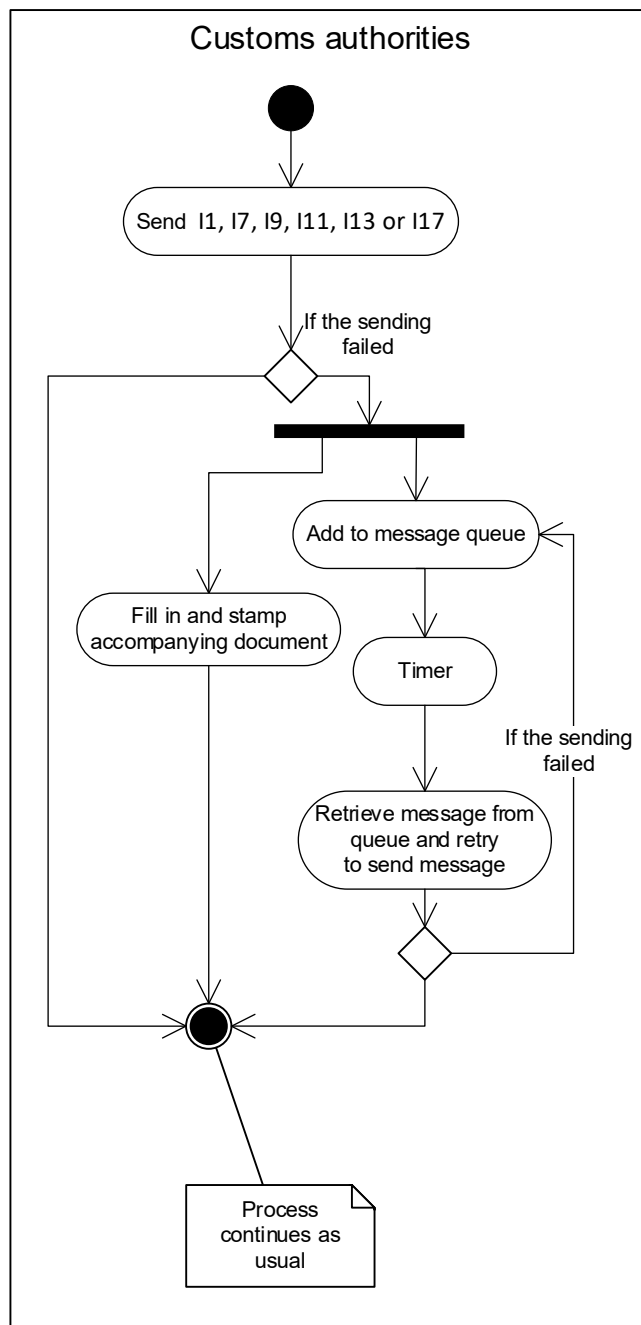 Customs authorities
Send I1, I7, I9, I11, I13 or I17
If the sending
failed
Add to message queue
Fill in and stamp
accompanying document
Timer
If the sending
failed
Retrieve message from
queue and retry
to send message
Process
continues as
usual